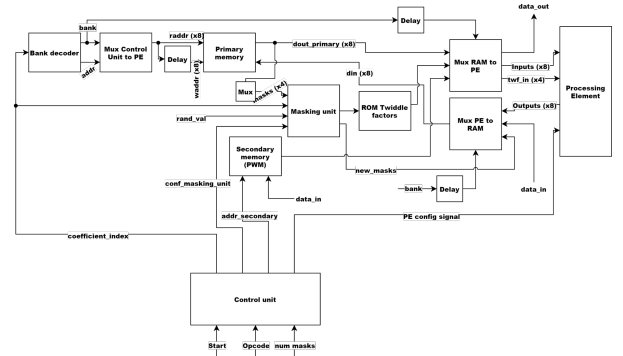 data_out
bank
Delay
Bank decoder
Mux Control
Unit to PE
raddr (x8)
Primary
memory
dout_primary (x8)
Mux RAM to
PE
Inputs (x8)
twf_in (x4)
Processing
Element
addr
Delay
waddr (x8)
din (x8)
Mux
masks (x4)
Masking unit
ROM Twiddle
factors
Outputs (x8)
Mux PE to
RAM
rand_val
Secondary
memory
(PWM)
new_masks
conf_masking_unit
data_in
bank
Delay
data_in
addr_secondary
PE config signal
coefficient_index
Control unit
Start
Opcode
num masks